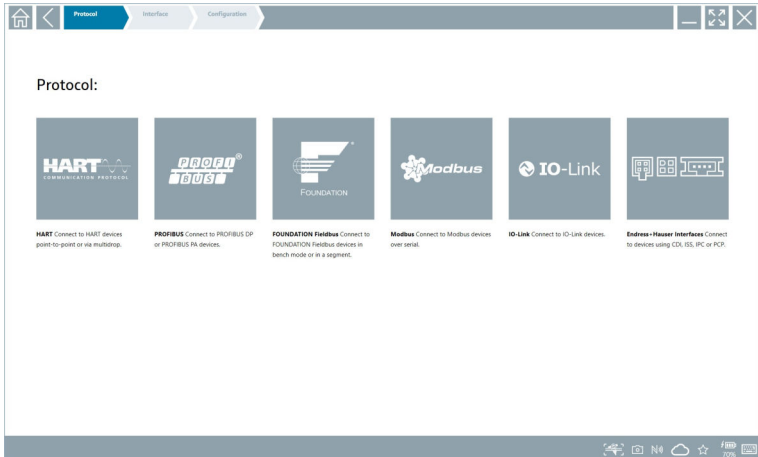 Protocol
Interface
Configuration
Protocol:
HART
COMMUNICATION PROTOCOL
PROFI®
BUS
FOUNDATION
Modbus
IO-Link
HART Connect to HART devices
point-to-point or via multidrop.
PROFIBUS Connect to PROFIBUS DP
or PROFIBUS PA devices.
FOUNDATION Fieldbus Connect to
FOUNDATION Fieldbus devices in
bench mode or in a segment.
Modbus Connect to Modbus devices
over serial.
IO-Link Connect to IO-Link devices.
Endress+Hauser Interfaces Connect
to devices using CDI, ISS, IPC or PCP.
70%